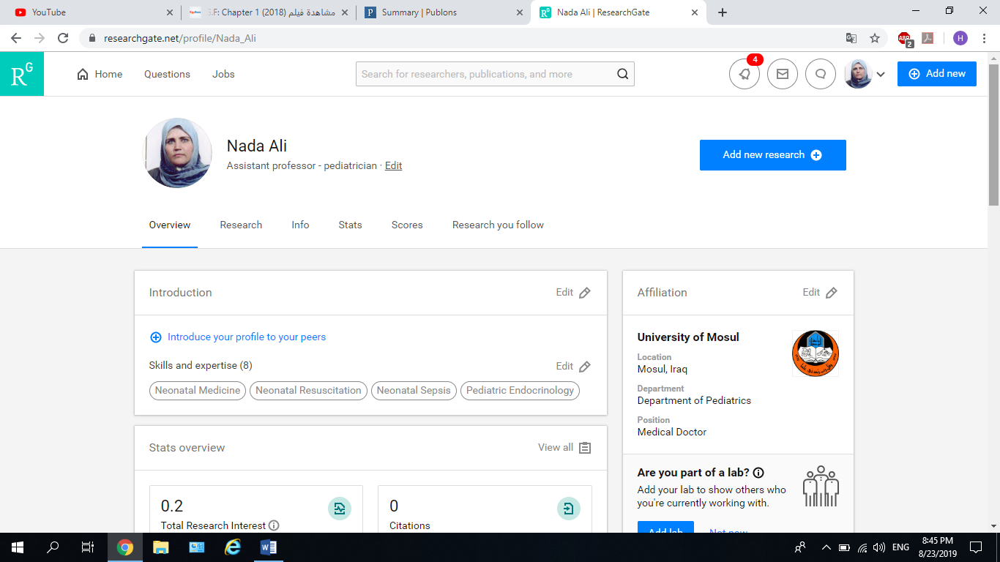 YouTube
G.F: Chapter 1 (2018) مشاهدة فيلم
Summary | Publons
Nada Ali | ResearchGate
researchgate.net/profile/Nada_Ali
ABP
2
H
RG
Home
Questions
Jobs
Search for researchers, publications, and more
4
Add new
Nada Ali
Assistant professor - pediatrician · Edit
Add new research
Overview
Research
Info
Stats
Scores
Research you follow
Introduction
Edit
Introduce your profile to your peers
Skills and expertise (8)
Edit
Neonatal Medicine
Neonatal Resuscitation
Neonatal Sepsis
Pediatric Endocrinology
Stats overview
View all
0.2
Total Research Interest
0
Citations
Affiliation
Edit
University of Mosul
Location
Mosul, Iraq
Department
Department of Pediatrics
Position
Medical Doctor
Are you part of a lab?
Add your lab to show others who
you're currently working with.
Add lab
Not now
ENG
8:45 PM
8/23/2019